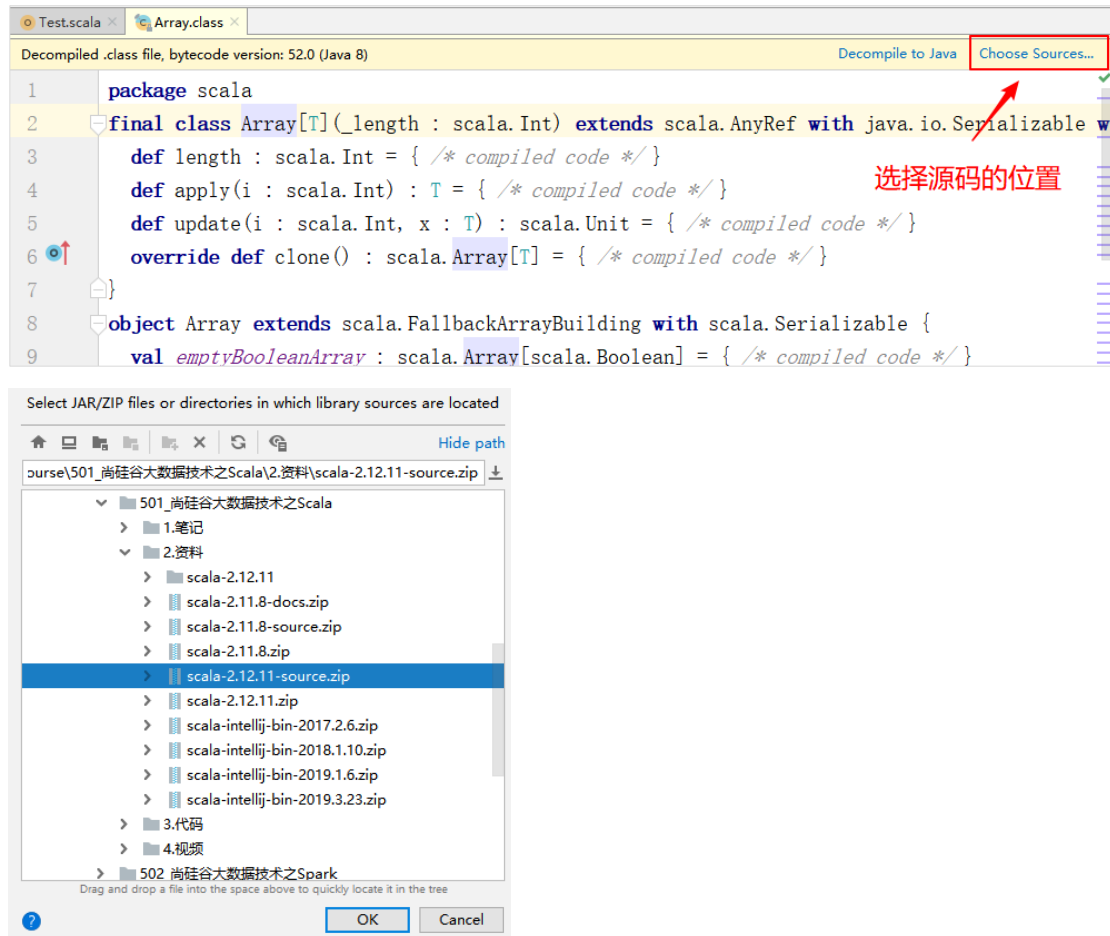 Test.scala Array.class
Decompiled .class file, bytecode version: 52.0 (Java 8) Decompile to Java Choose Sources...
1 package scala
2 final class Array[T](_length : scala.Int) extends scala.AnyRef with java.io.Serializable w
3 def length : scala.Int = { /* compiled code */ }
4 def apply(i : scala.Int) : T = { /* compiled code */ }
选择源码的位置
5 def update(i : scala.Int, x : T) : scala.Unit = { /* compiled code */ }
6 override def clone() : scala.Array[T] = { /* compiled code */ }
7 }
8 object Array extends scala.FallbackArrayBuilding with scala.Serializable {
9 val emptyBooleanArray : scala.Array[scala.Boolean] = { /* compiled code */ }
Select JAR/ZIP files or directories in which library sources are located
Hide path
ourse\501_尚硅谷大数据技术之Scala\2.资料\scala-2.12.11-source.zip
501_尚硅谷大数据技术之Scala
1.笔记
2.资料
scala-2.12.11
scala-2.11.8-docs.zip
scala-2.11.8-source.zip
scala-2.11.8.zip
scala-2.12.11-source.zip
scala-2.12.11.zip
scala-intellij-bin-2017.2.6.zip
scala-intellij-bin-2018.1.10.zip
scala-intellij-bin-2019.1.6.zip
scala-intellij-bin-2019.3.23.zip
3.代码
4.视频
502_尚硅谷大数据技术之Spark
Drag and drop a file into the space above to quickly locate it in the tree
? OK Cancel